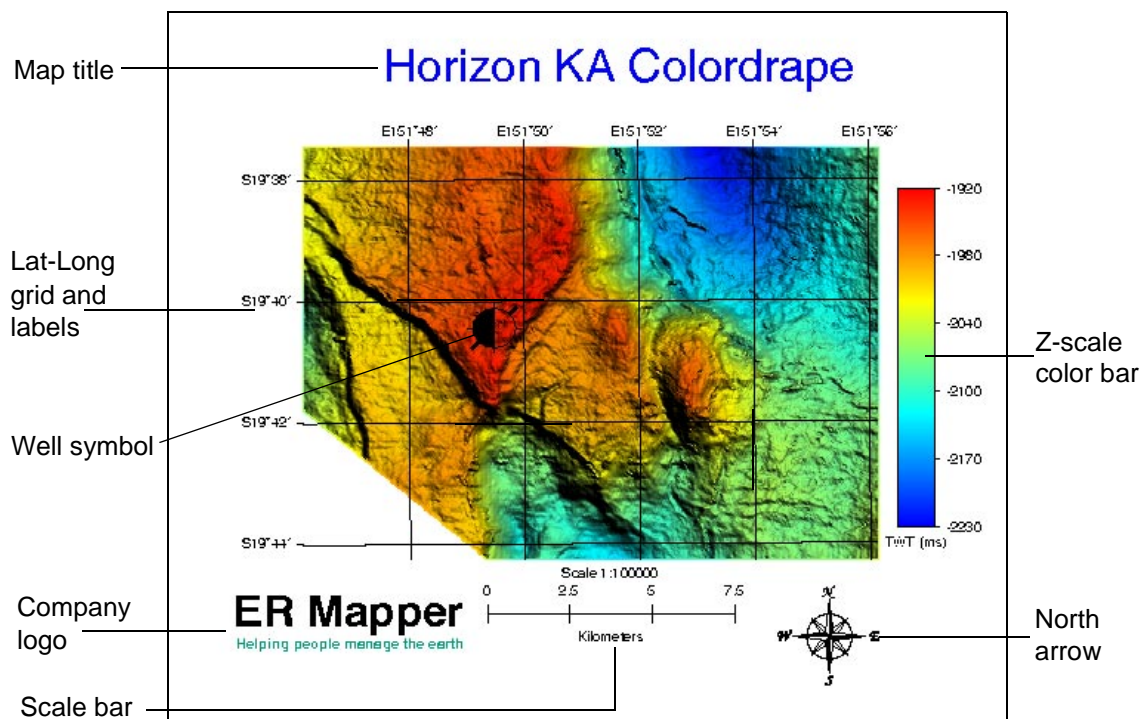 Map title
Horizon KA Colordrape
E151°48′ E151°50′ E151°52′ E151°54′ E151°56′
S19°38′
-1920
-1980
Lat-Long
grid and
labels
S19°40′
-2040
Z-scale
color bar
-2100
Well symbol
S19°42′
-2170
-2230
TWT (ms)
S19°44′
Scale 1:100000
0 2.5 5 7.5
Kilometers
Company
logo
ER Mapper
Helping people manage the earth
N
W E
S
North
arrow
Scale bar